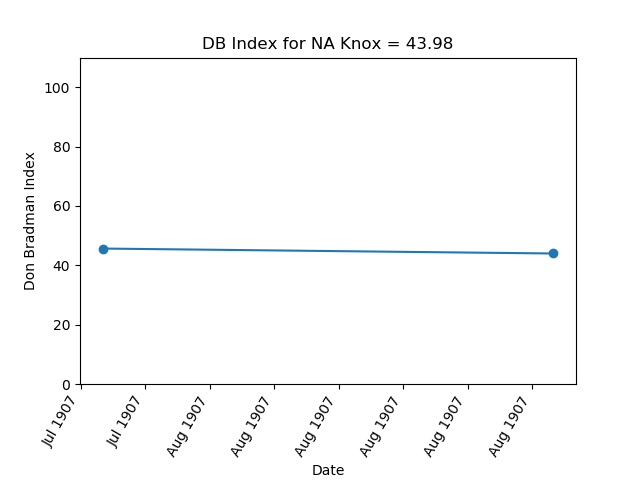 DB Index for NA Knox = 43.98
100
80
60
40
20
0
Don Bradman Index
Jul 1907
Jul 1907
Aug 1907
Aug 1907
Aug 1907
Aug 1907
Aug 1907
Aug 1907
Date